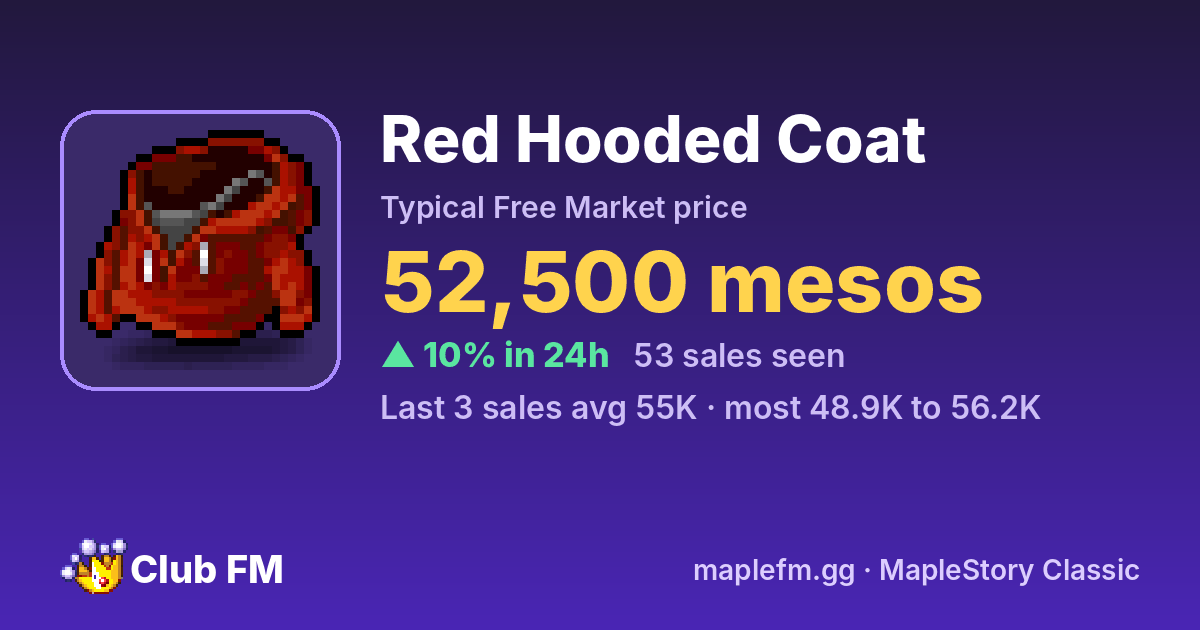 Red Hooded Coat
Typical Free Market price
52,500 mesos
▲ 10% in 24h 53 sales seen
Last 3 sales avg 55K · most 48.9K to 56.2K
Club FM
maplefm.gg · MapleStory Classic